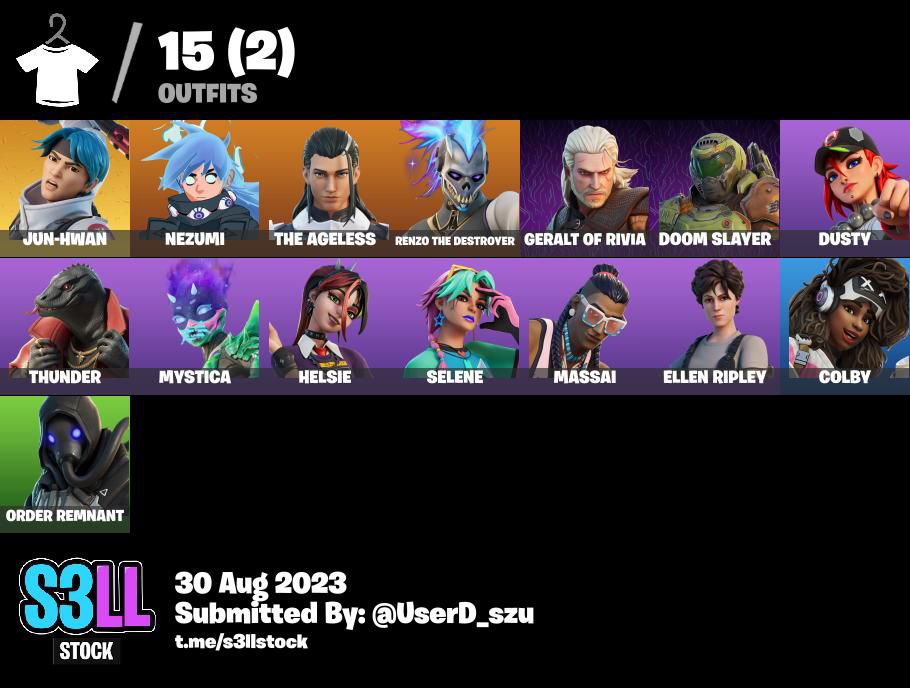 15 (2)
OUTFITS
JUN-HWAN
NEZUMI
THE AGELESS
RENZO THE DESTROYER
GERALT OF RIVIA
DOOM SLAYER
DUSTY
THUNDER
MYSTICA
HELSIE
SELENE
MASSAI
ELLEN RIPLEY
COLBY
ORDER REMNANT
S3LL
STOCK
30 Aug 2023
Submitted By: @UserD_szu
t.me/s3llstock